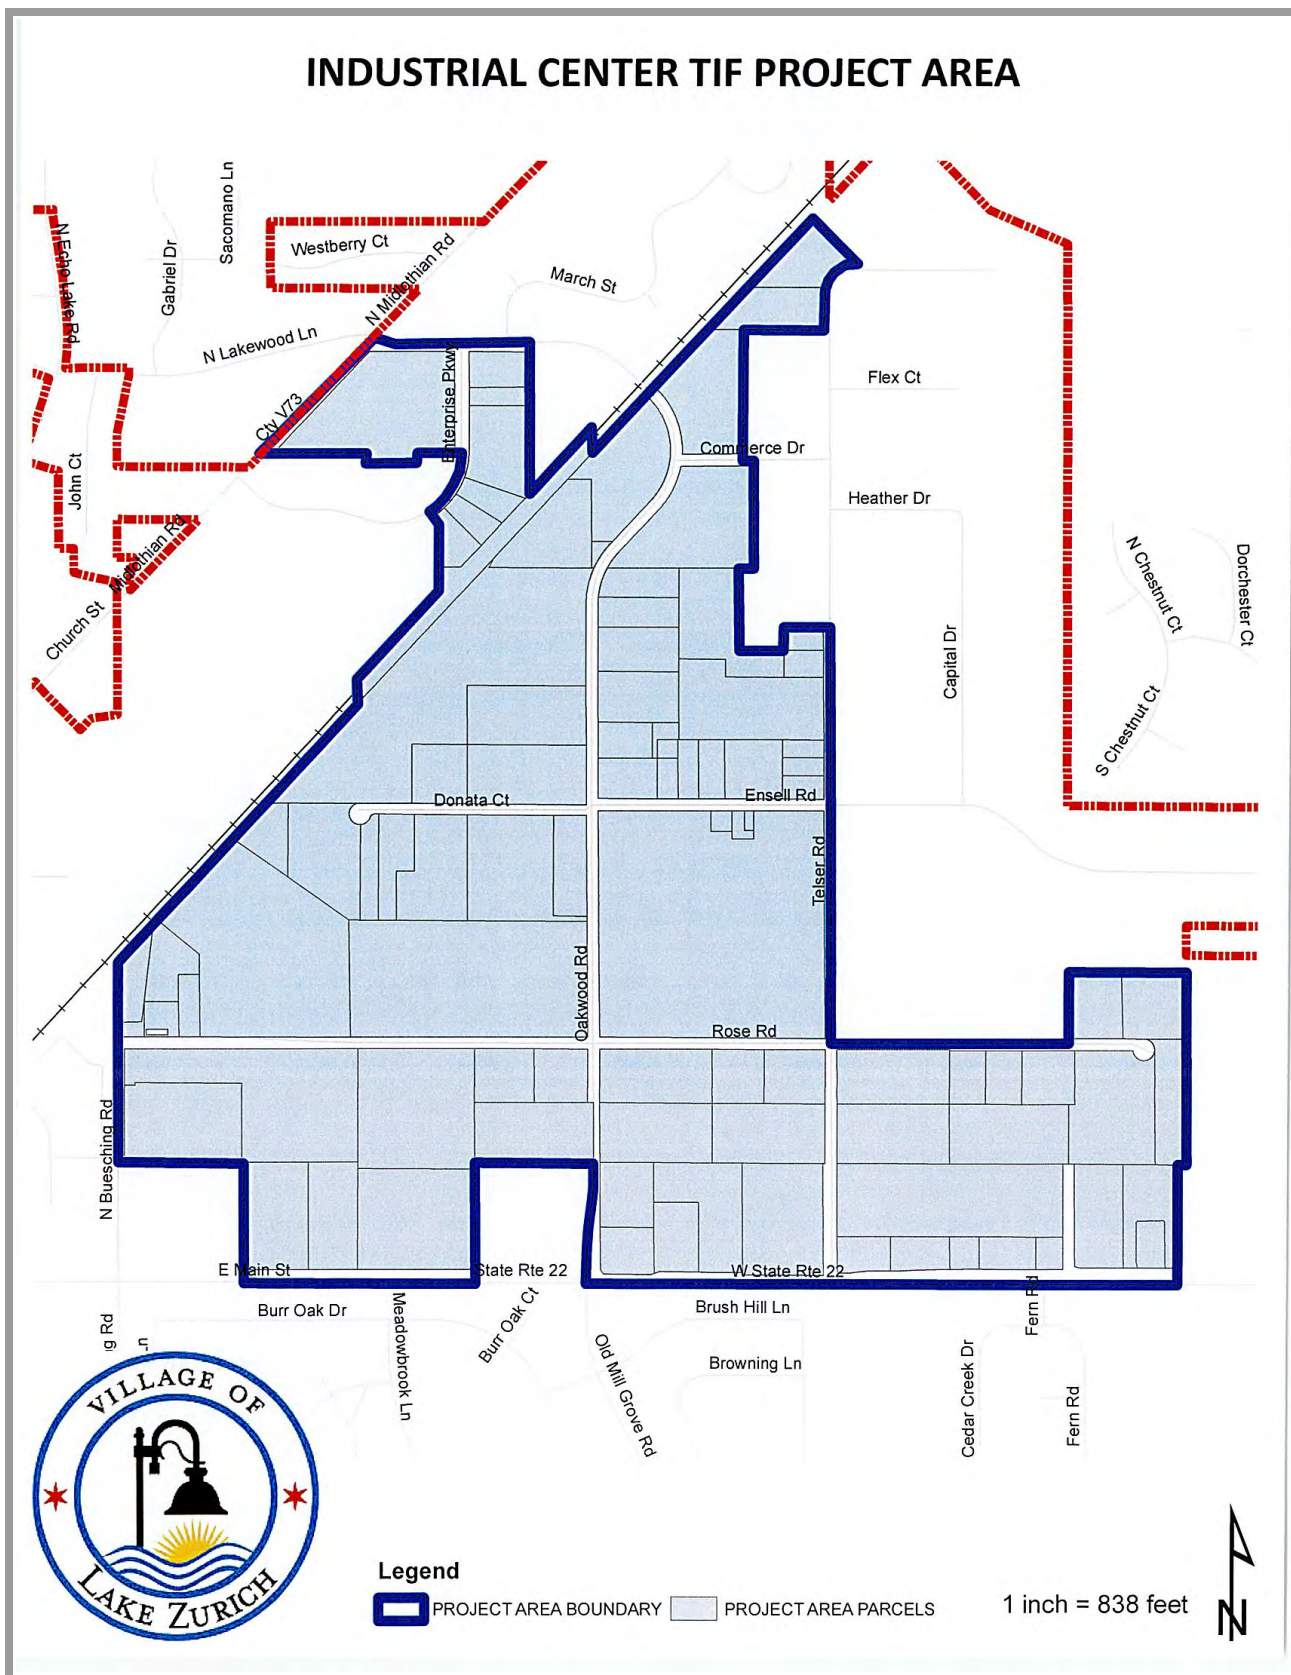 INDUSTRIAL CENTER TIF PROJECT AREA
Sacomano Ln
N Echo Lake Rd
Gabriel Dr
Westberry Ct
N Midlothian Rd
March St
N Lakewood Ln
Enterprise Pkwy
Flex Ct
Cty V73
Commerce Dr
John Ct
Heather Dr
Midlothian Rd
N Chestnut Ct
Dorchester Ct
Church St
Capital Dr
S Chestnut Ct
Donata Ct
Ensell Rd
Telser Rd
Oakwood Rd
Rose Rd
N Buesching Rd
E Main St
State Rte 22
W State Rte 22
Burr Oak Dr
Meadowbrook Ln
Burr Oak Ct
Brush Hill Ln
Fern Rd
g Rd
Ln
Old Mill Grove Rd
Browning Ln
Cedar Creek Dr
Fern Rd
VILLAGE OF
LAKE ZURICH
Legend
PROJECT AREA BOUNDARY
PROJECT AREA PARCELS
1 inch = 838 feet
N